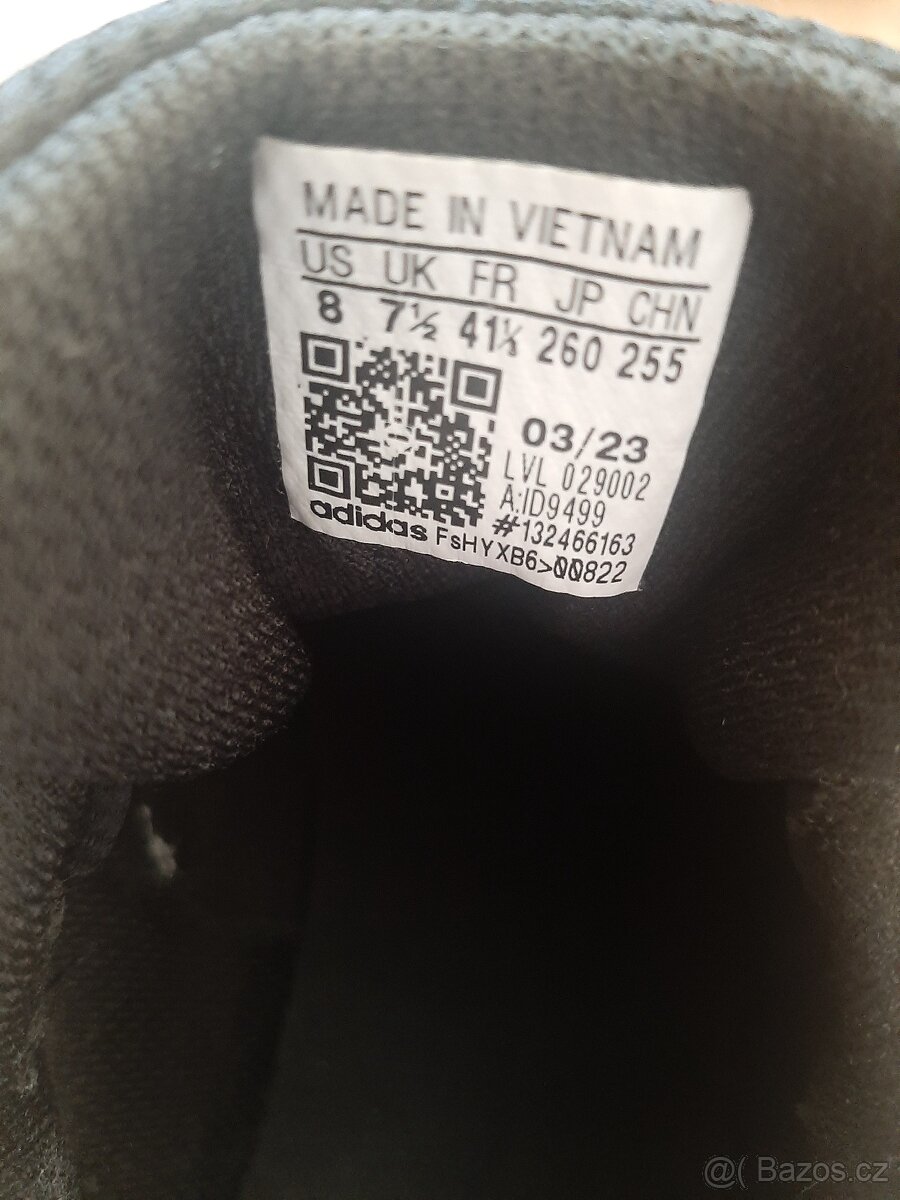 MADE IN VIETNAM
US UK FR JP CHN
8 7½ 41⅓ 260 255
03/23
LVL 029002
A:ID9499
#132466163
adidas FsHYXB6>00822
@( Bazos.cz